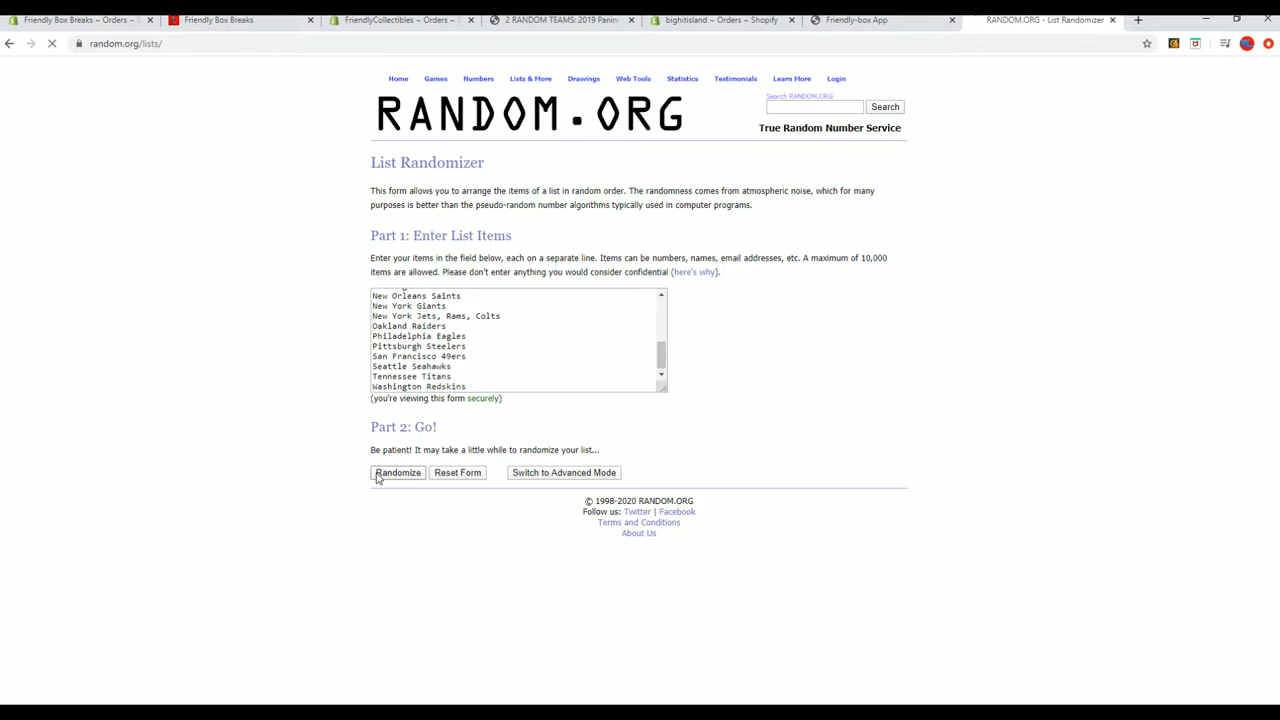 Friendly Box Breaks ~ Orders ~ S
Friendly Box Breaks
FriendlyCollectibles ~ Orders ~ S
2 RANDOM TEAMS: 2019 Panini
bighitisland ~ Orders ~ Shopify
Friendly-box App
RANDOM.ORG - List Randomizer
random.org/lists/
Home Games Numbers Lists & More Drawings Web Tools Statistics Testimonials Learn More Login
RANDOM.ORG
Search RANDOM.ORG
Search
True Random Number Service
List Randomizer
This form allows you to arrange the items of a list in random order. The randomness comes from atmospheric noise, which for many
purposes is better than the pseudo-random number algorithms typically used in computer programs.
Part 1: Enter List Items
Enter your items in the field below, each on a separate line. Items can be numbers, names, email addresses, etc. A maximum of 10,000
items are allowed. Please don't enter anything you would consider confidential (here's why).
New Orleans Saints
New York Giants
New York Jets, Rams, Colts
Oakland Raiders
Philadelphia Eagles
Pittsburgh Steelers
San Francisco 49ers
Seattle Seahawks
Tennessee Titans
Washington Redskins
(you're viewing this form securely)
Part 2: Go!
Be patient! It may take a little while to randomize your list...
Randomize Reset Form Switch to Advanced Mode
© 1998-2020 RANDOM.ORG
Follow us: Twitter | Facebook
Terms and Conditions
About Us